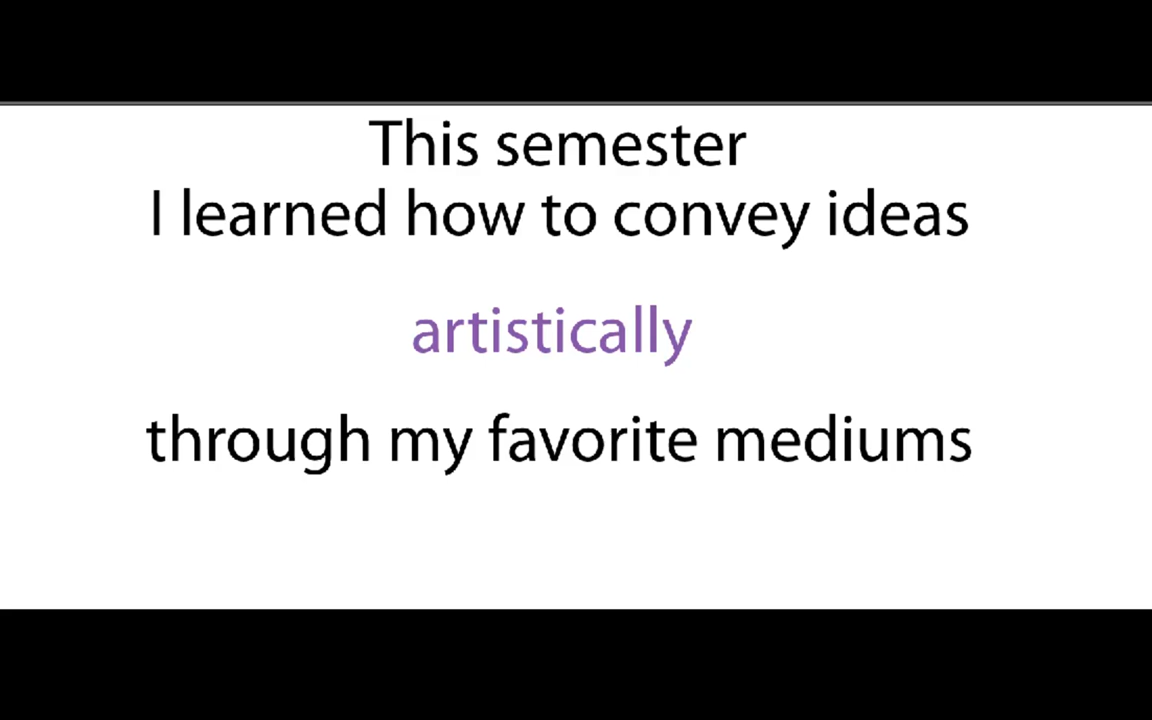 This semester
I learned how to convey ideas
artistically
through my favorite mediums